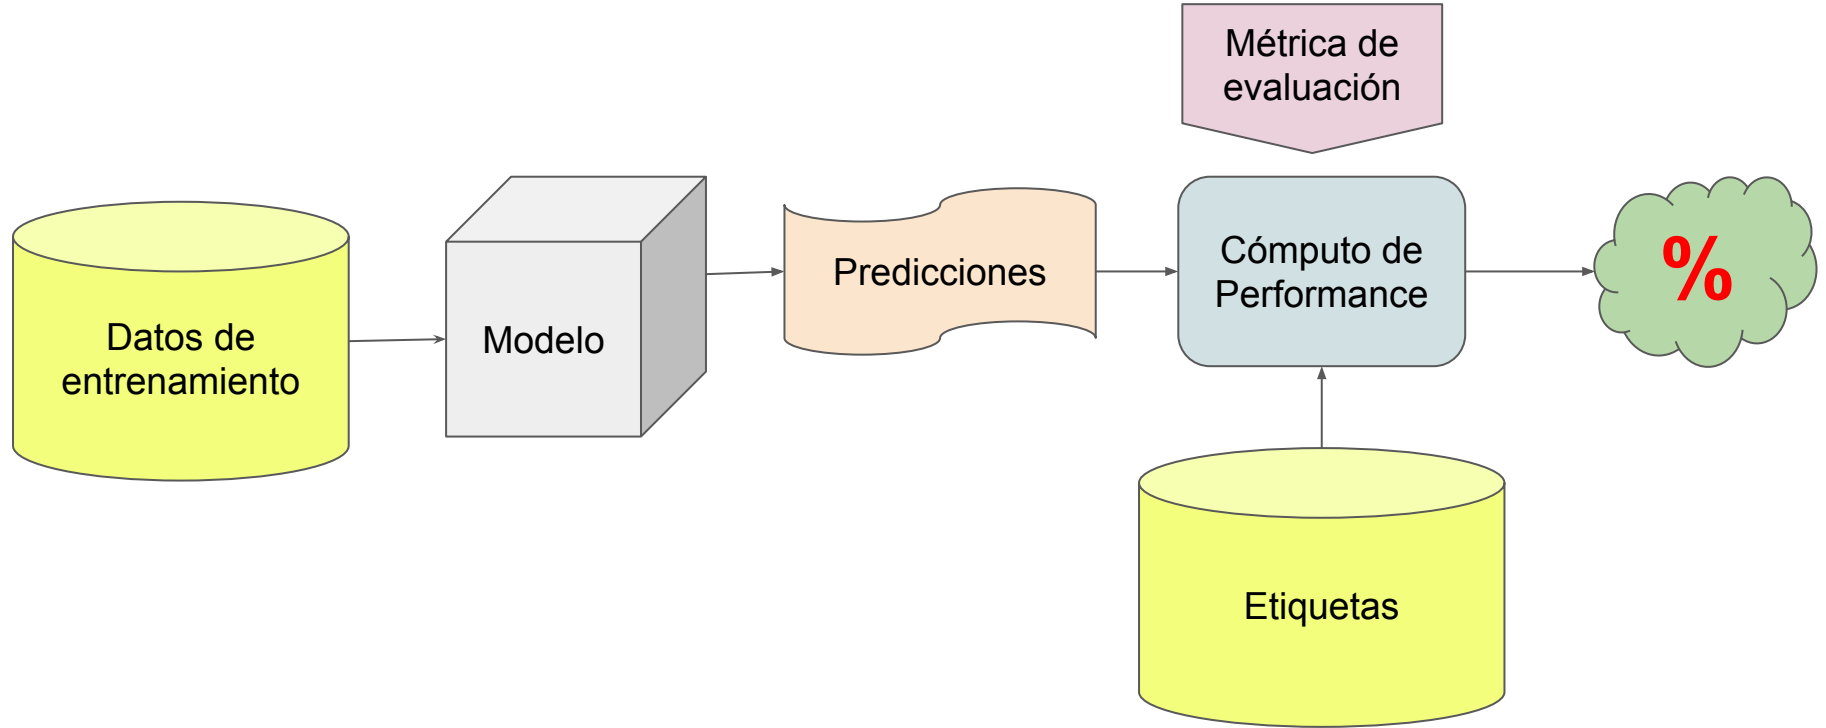 Métrica de
evaluación
Datos de
entrenamiento
Modelo
Predicciones
Cómputo de
Performance
%
Etiquetas